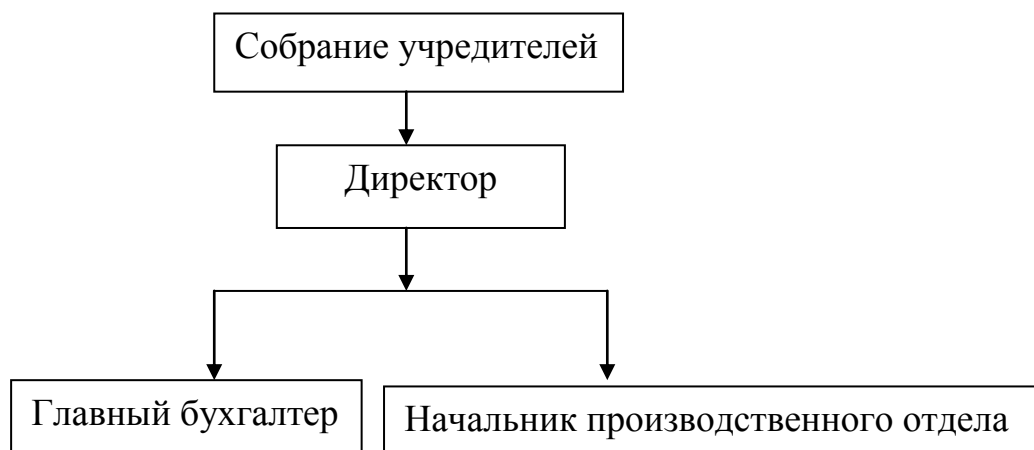 Собрание учредителей
Директор
Главный бухгалтер
Начальник производственного отдела